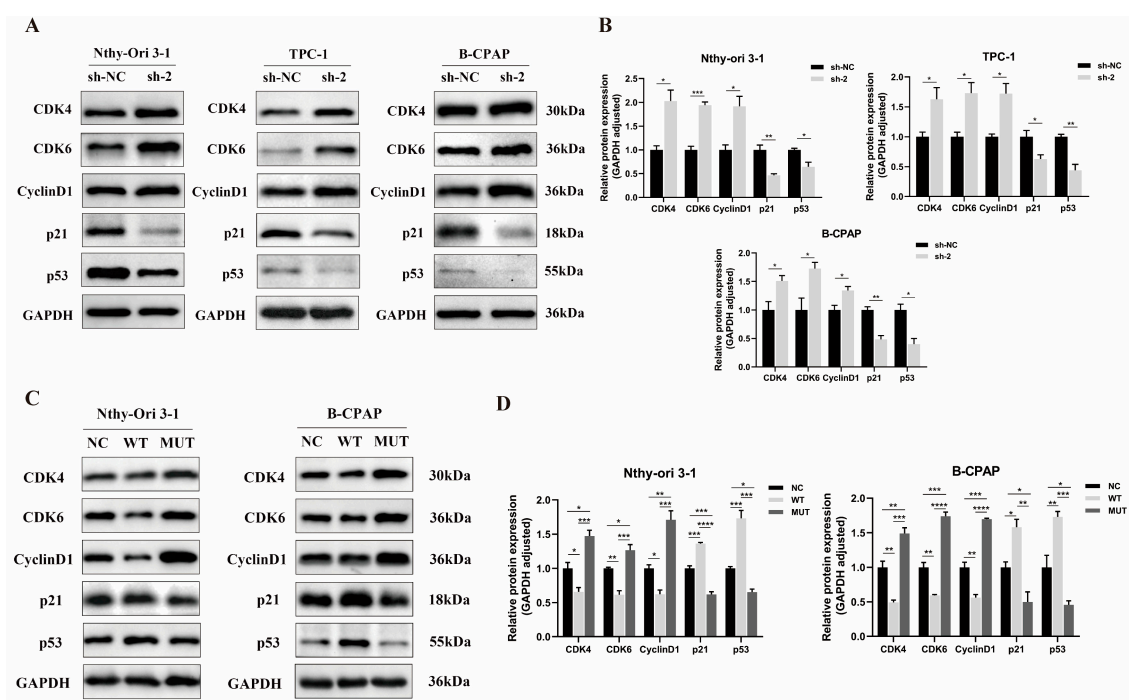 A
Nthy-Ori 3-1 TPC-1 B-CPAP
sh-NC sh-2 sh-NC sh-2 sh-NC sh-2
CDK4 CDK4 CDK4 30kDa
CDK6 CDK6 CDK6 36kDa
CyclinD1 CyclinD1 CyclinD1 36kDa
p21 p21 p21 18kDa
p53 p53 p53 55kDa
GAPDH GAPDH GAPDH 36kDa
B
Nthy-ori 3-1
sh-NC
sh-2
Relative protein expression
(GAPDH adjusted)
2.5
2.0
1.5
1.0
0.5
0.0
* *** * ** *
CDK4 CDK6 CyclinD1 p21 p53
TPC-1
sh-NC
sh-2
Relative protein expression
(GAPDH adjusted)
2.0
1.5
1.0
0.5
0.0
* * * * **
CDK4 CDK6 CyclinD1 p21 p53
B-CPAP
sh-NC
sh-2
Relative protein expression
(GAPDH adjusted)
2.0
1.5
1.0
0.5
0.0
* * * ** *
CDK4 CDK6 CyclinD1 p21 p53
C
Nthy-Ori 3-1 B-CPAP
NC WT MUT NC WT MUT
CDK4 CDK4 30kDa
CDK6 CDK6 36kDa
CyclinD1 CyclinD1 36kDa
p21 p21 18kDa
p53 p53 55kDa
GAPDH GAPDH 36kDa
D
Nthy-ori 3-1
NC
WT
MUT
Relative protein expression
(GAPDH adjusted)
2.0
1.5
1.0
0.5
0.0
* * ** *** *
*** *** *** **** ***
* ** * *** ***
CDK4 CDK6 CyclinD1 p21 p53
B-CPAP
NC
WT
MUT
Relative protein expression
(GAPDH adjusted)
2.0
1.5
1.0
0.5
0.0
** *** *** * *
*** **** **** ** ***
** ** ** * **
CDK4 CDK6 CyclinD1 p21 p53